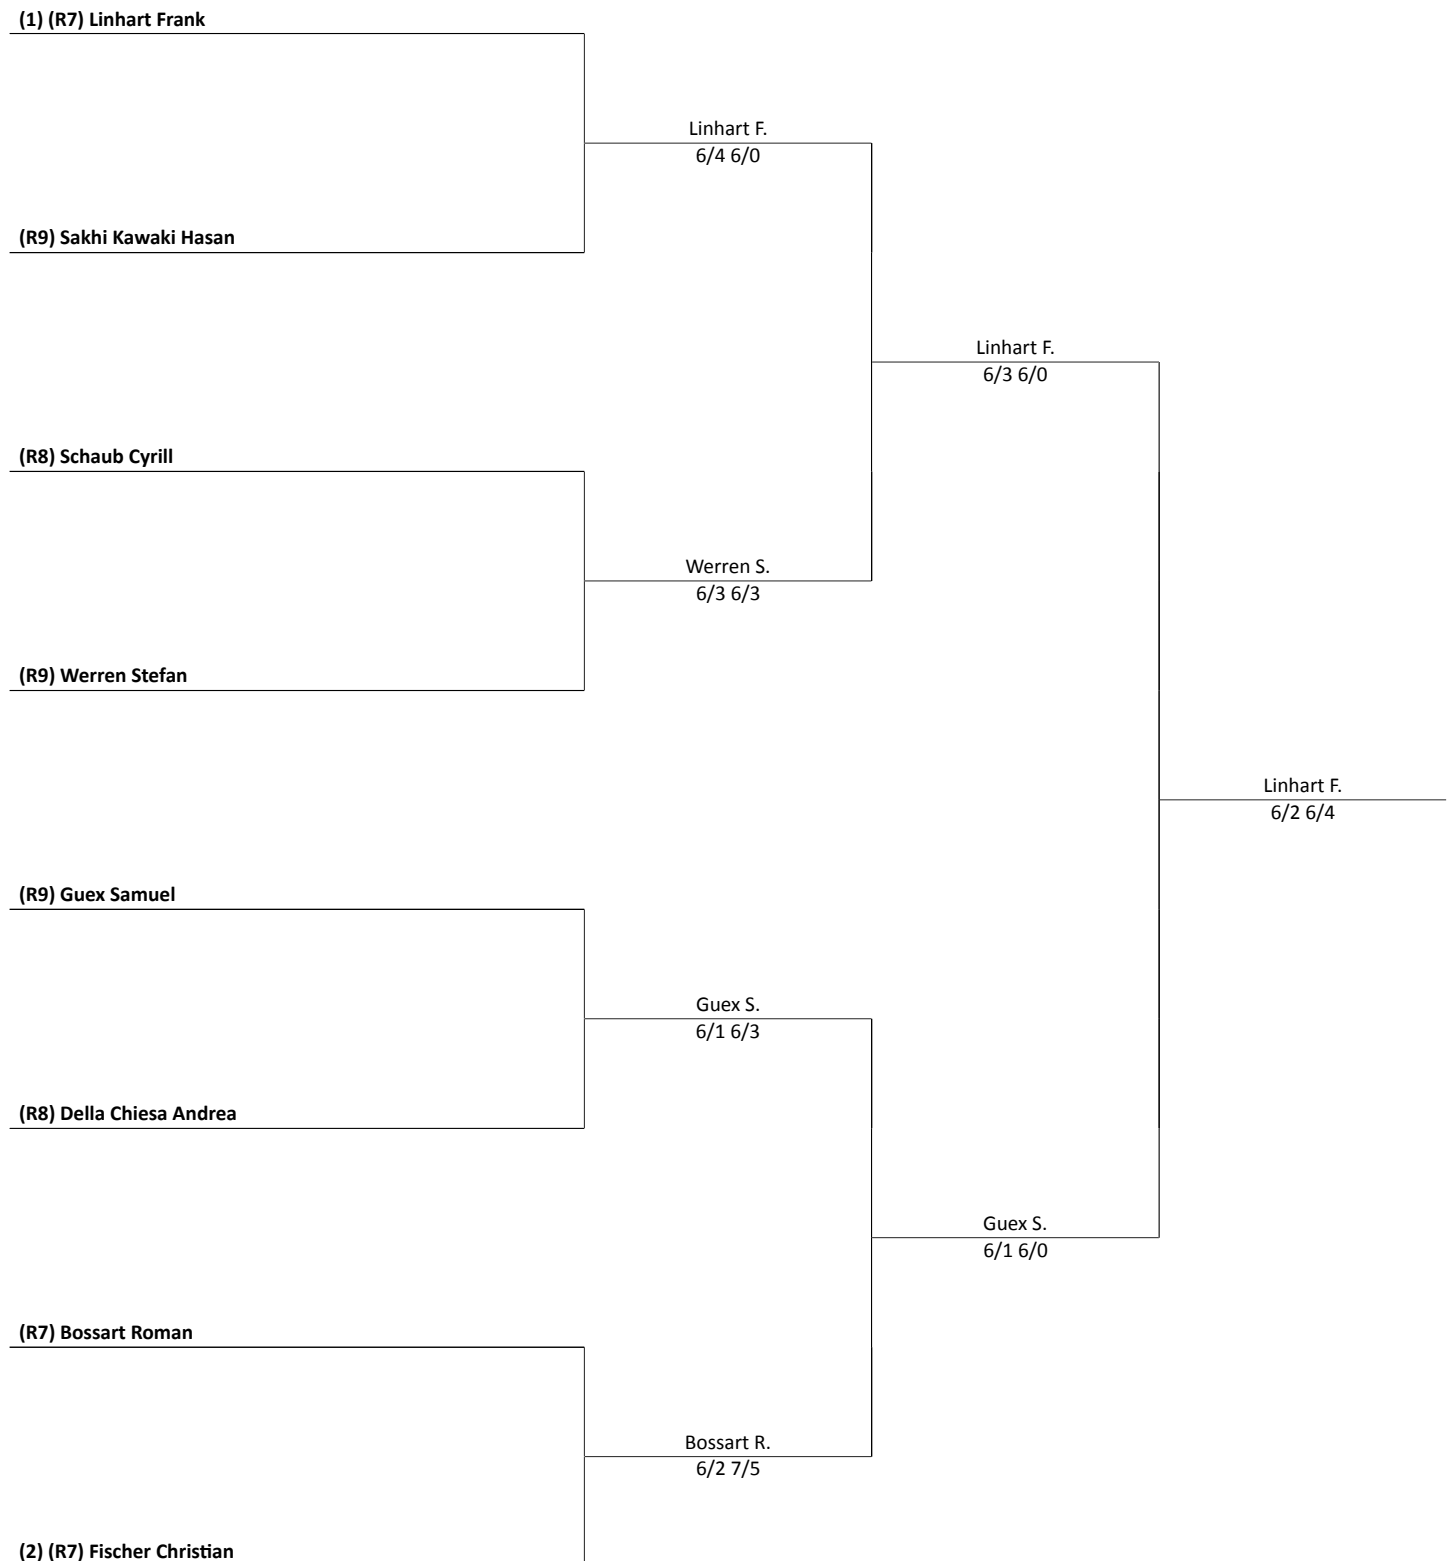 (1) (R7) Linhart Frank
Linhart F.
6/4 6/0
(R9) Sakhi Kawaki Hasan
Linhart F.
6/3 6/0
(R8) Schaub Cyrill
Werren S.
6/3 6/3
(R9) Werren Stefan
Linhart F.
6/2 6/4
(R9) Guex Samuel
Guex S.
6/1 6/3
(R8) Della Chiesa Andrea
Guex S.
6/1 6/0
(R7) Bossart Roman
Bossart R.
6/2 7/5
(2) (R7) Fischer Christian